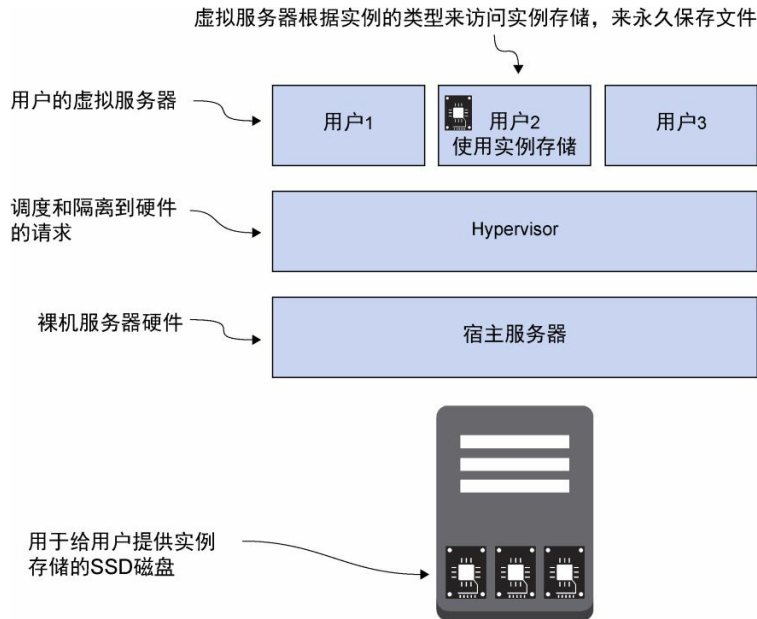 虚拟服务器根据实例的类型来访问实例存储，来永久保存文件
用户的虚拟服务器
用户1
用户2
使用实例存储
用户3
调度和隔离到硬件
的请求
Hypervisor
裸机服务器硬件
宿主服务器
用于给用户提供实例
存储的SSD磁盘